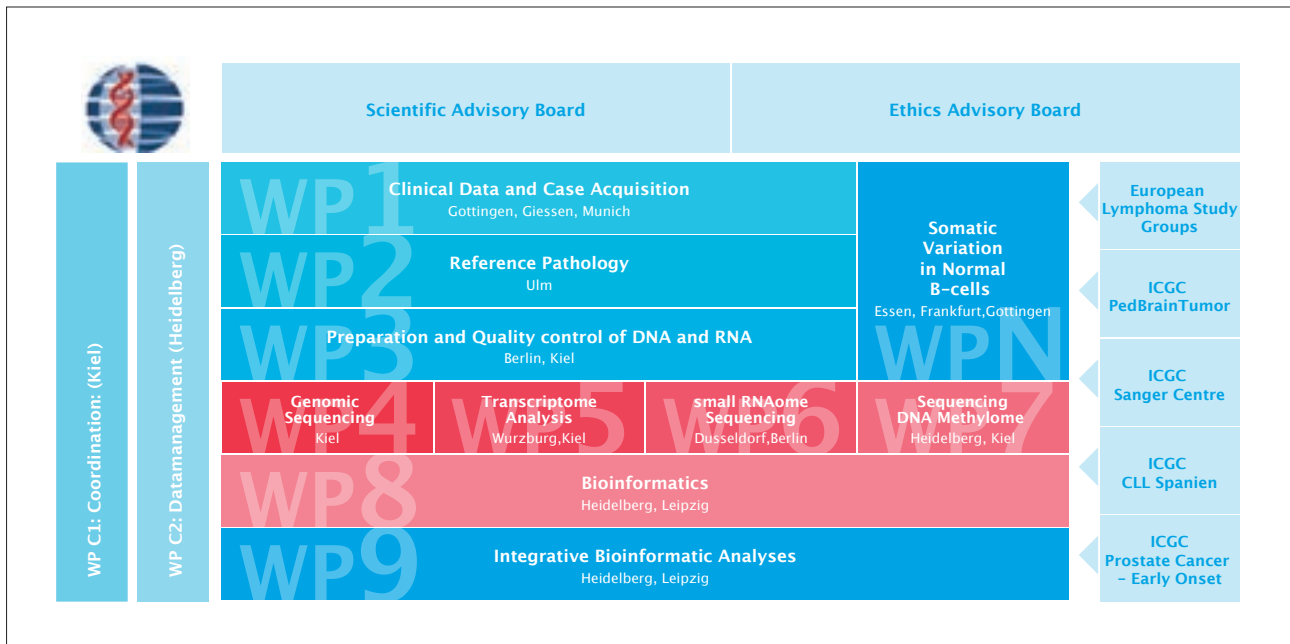 Scientific Advisory Board
Ethics Advisory Board
WP C1: Coordination: (Kiel)
WP C2: Datamanagement (Heidelberg)
WP1
Clinical Data and Case Acquisition
Gottingen, Giessen, Munich
WP2
Reference Pathology
Ulm
WP3
Preparation and Quality control of DNA and RNA
Berlin, Kiel
Somatic
Variation
in Normal
B-cells
Essen, Frankfurt,Gottingen
WPN
WP4
Genomic
Sequencing
Kiel
WP5
Transcriptome
Analysis
Wurzburg,Kiel
WP6
small RNAome
Sequencing
Dusseldorf,Berlin
WP7
Sequencing
DNA Methylome
Heidelberg, Kiel
WP8
Bioinformatics
Heidelberg, Leipzig
WP9
Integrative Bioinformatic Analyses
Heidelberg, Leipzig
European
Lymphoma Study
Groups
ICGC
PedBrainTumor
ICGC
Sanger Centre
ICGC
CLL Spanien
ICGC
Prostate Cancer
– Early Onset